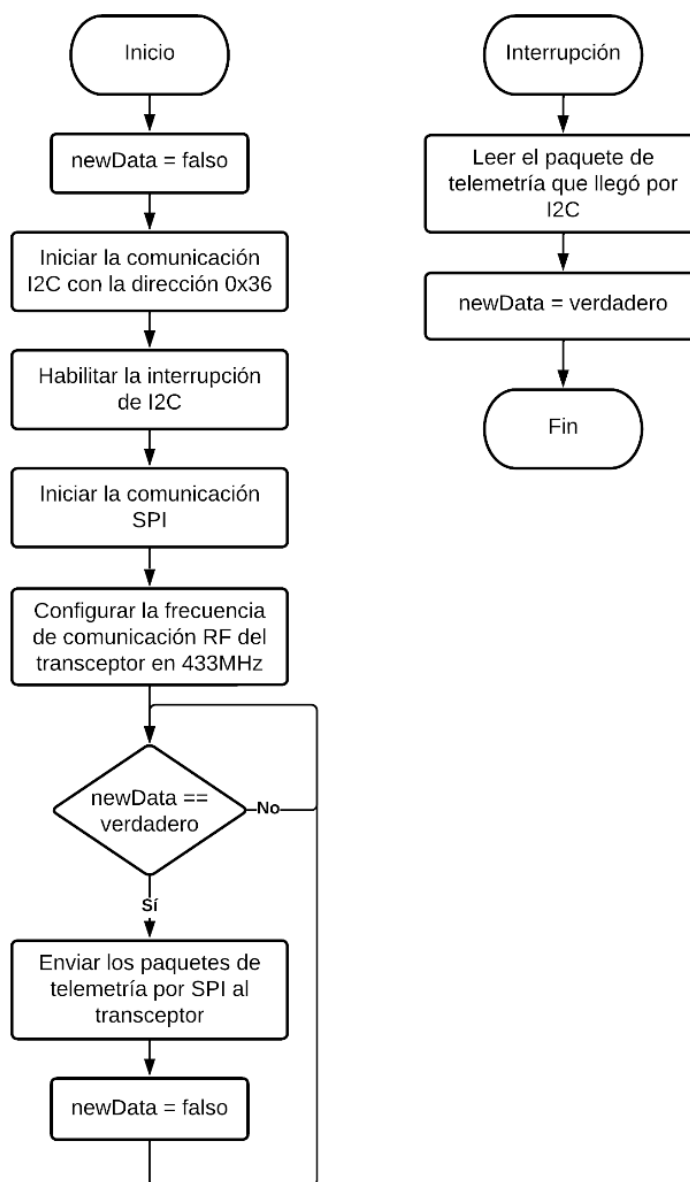 Inicio
newData = falso
Iniciar la comunicación
I2C con la dirección 0x36
Habilitar la interrupción
de I2C
Iniciar la comunicación
SPI
Configurar la frecuencia
de comunicación RF del
transceptor en 433MHz
newData ==
verdadero
No
Sí
Enviar los paquetes de
telemetría por SPI al
transceptor
newData = falso
Interrupción
Leer el paquete de
telemetría que llegó por
I2C
newData = verdadero
Fin